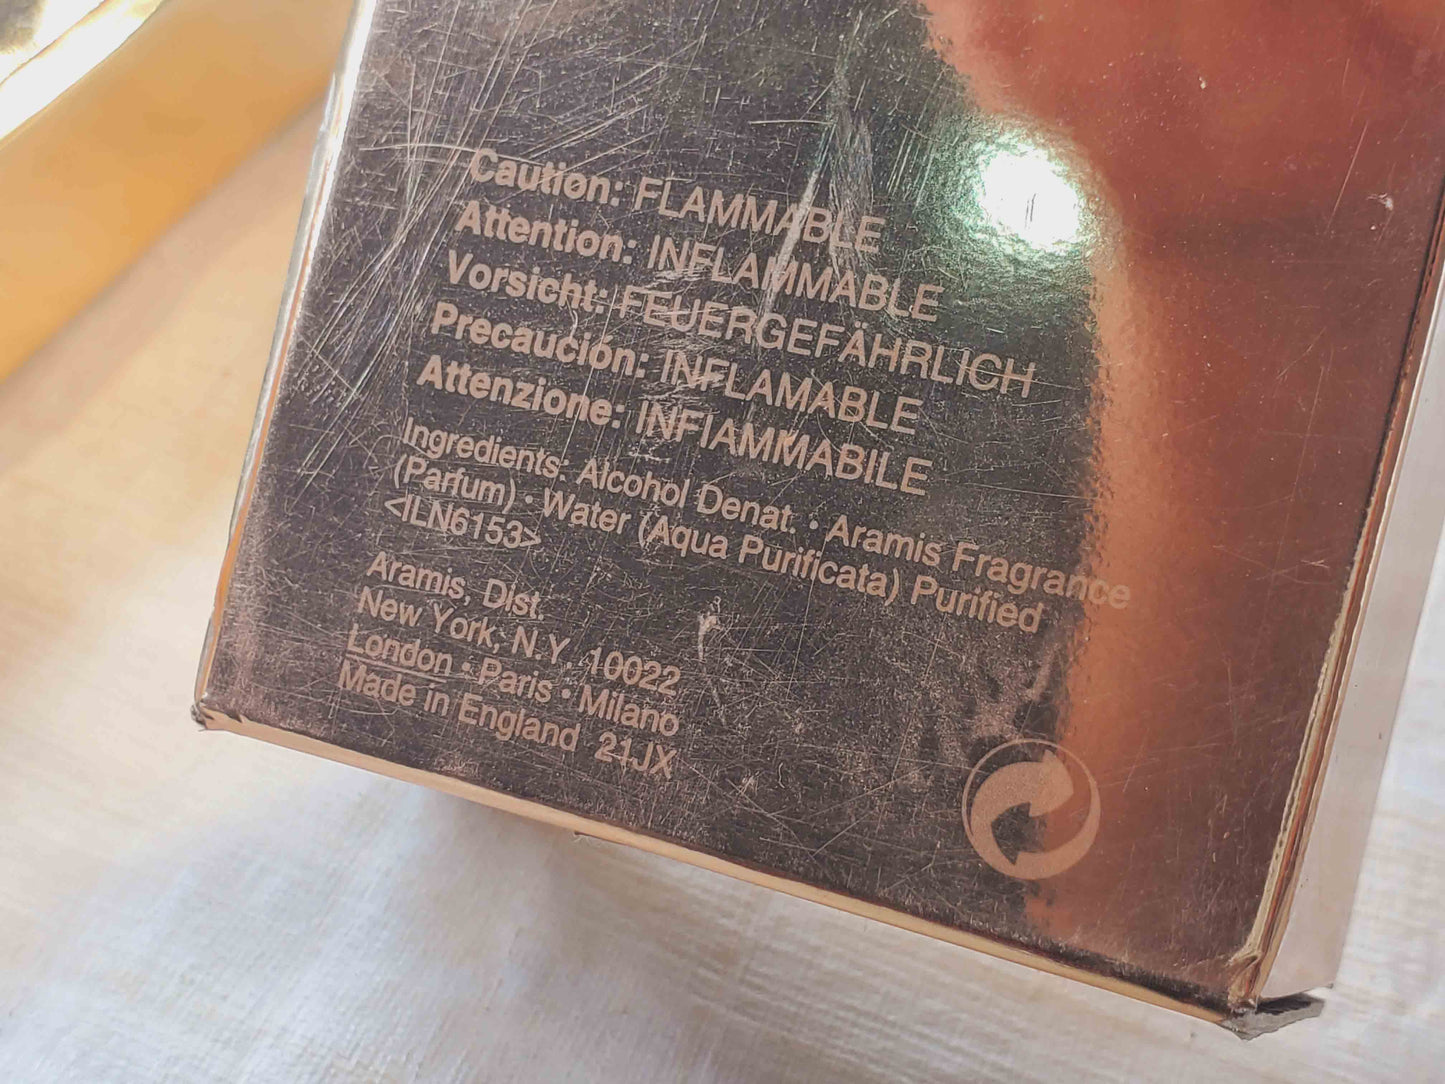 Caution: FLAMMABLE
Attention: INFLAMMABLE
Vorsicht: FEUERGEFÄHRLICH
Precaución: INFLAMABLE
Attenzione: INFIAMMABILE
Ingredients: Alcohol Denat. • Aramis Fragrance
(Parfum) • Water (Aqua Purificata) Purified
<ILN6153>
Aramis, Dist.
New York, N.Y. 10022
London • Paris • Milano
Made in England 21JX